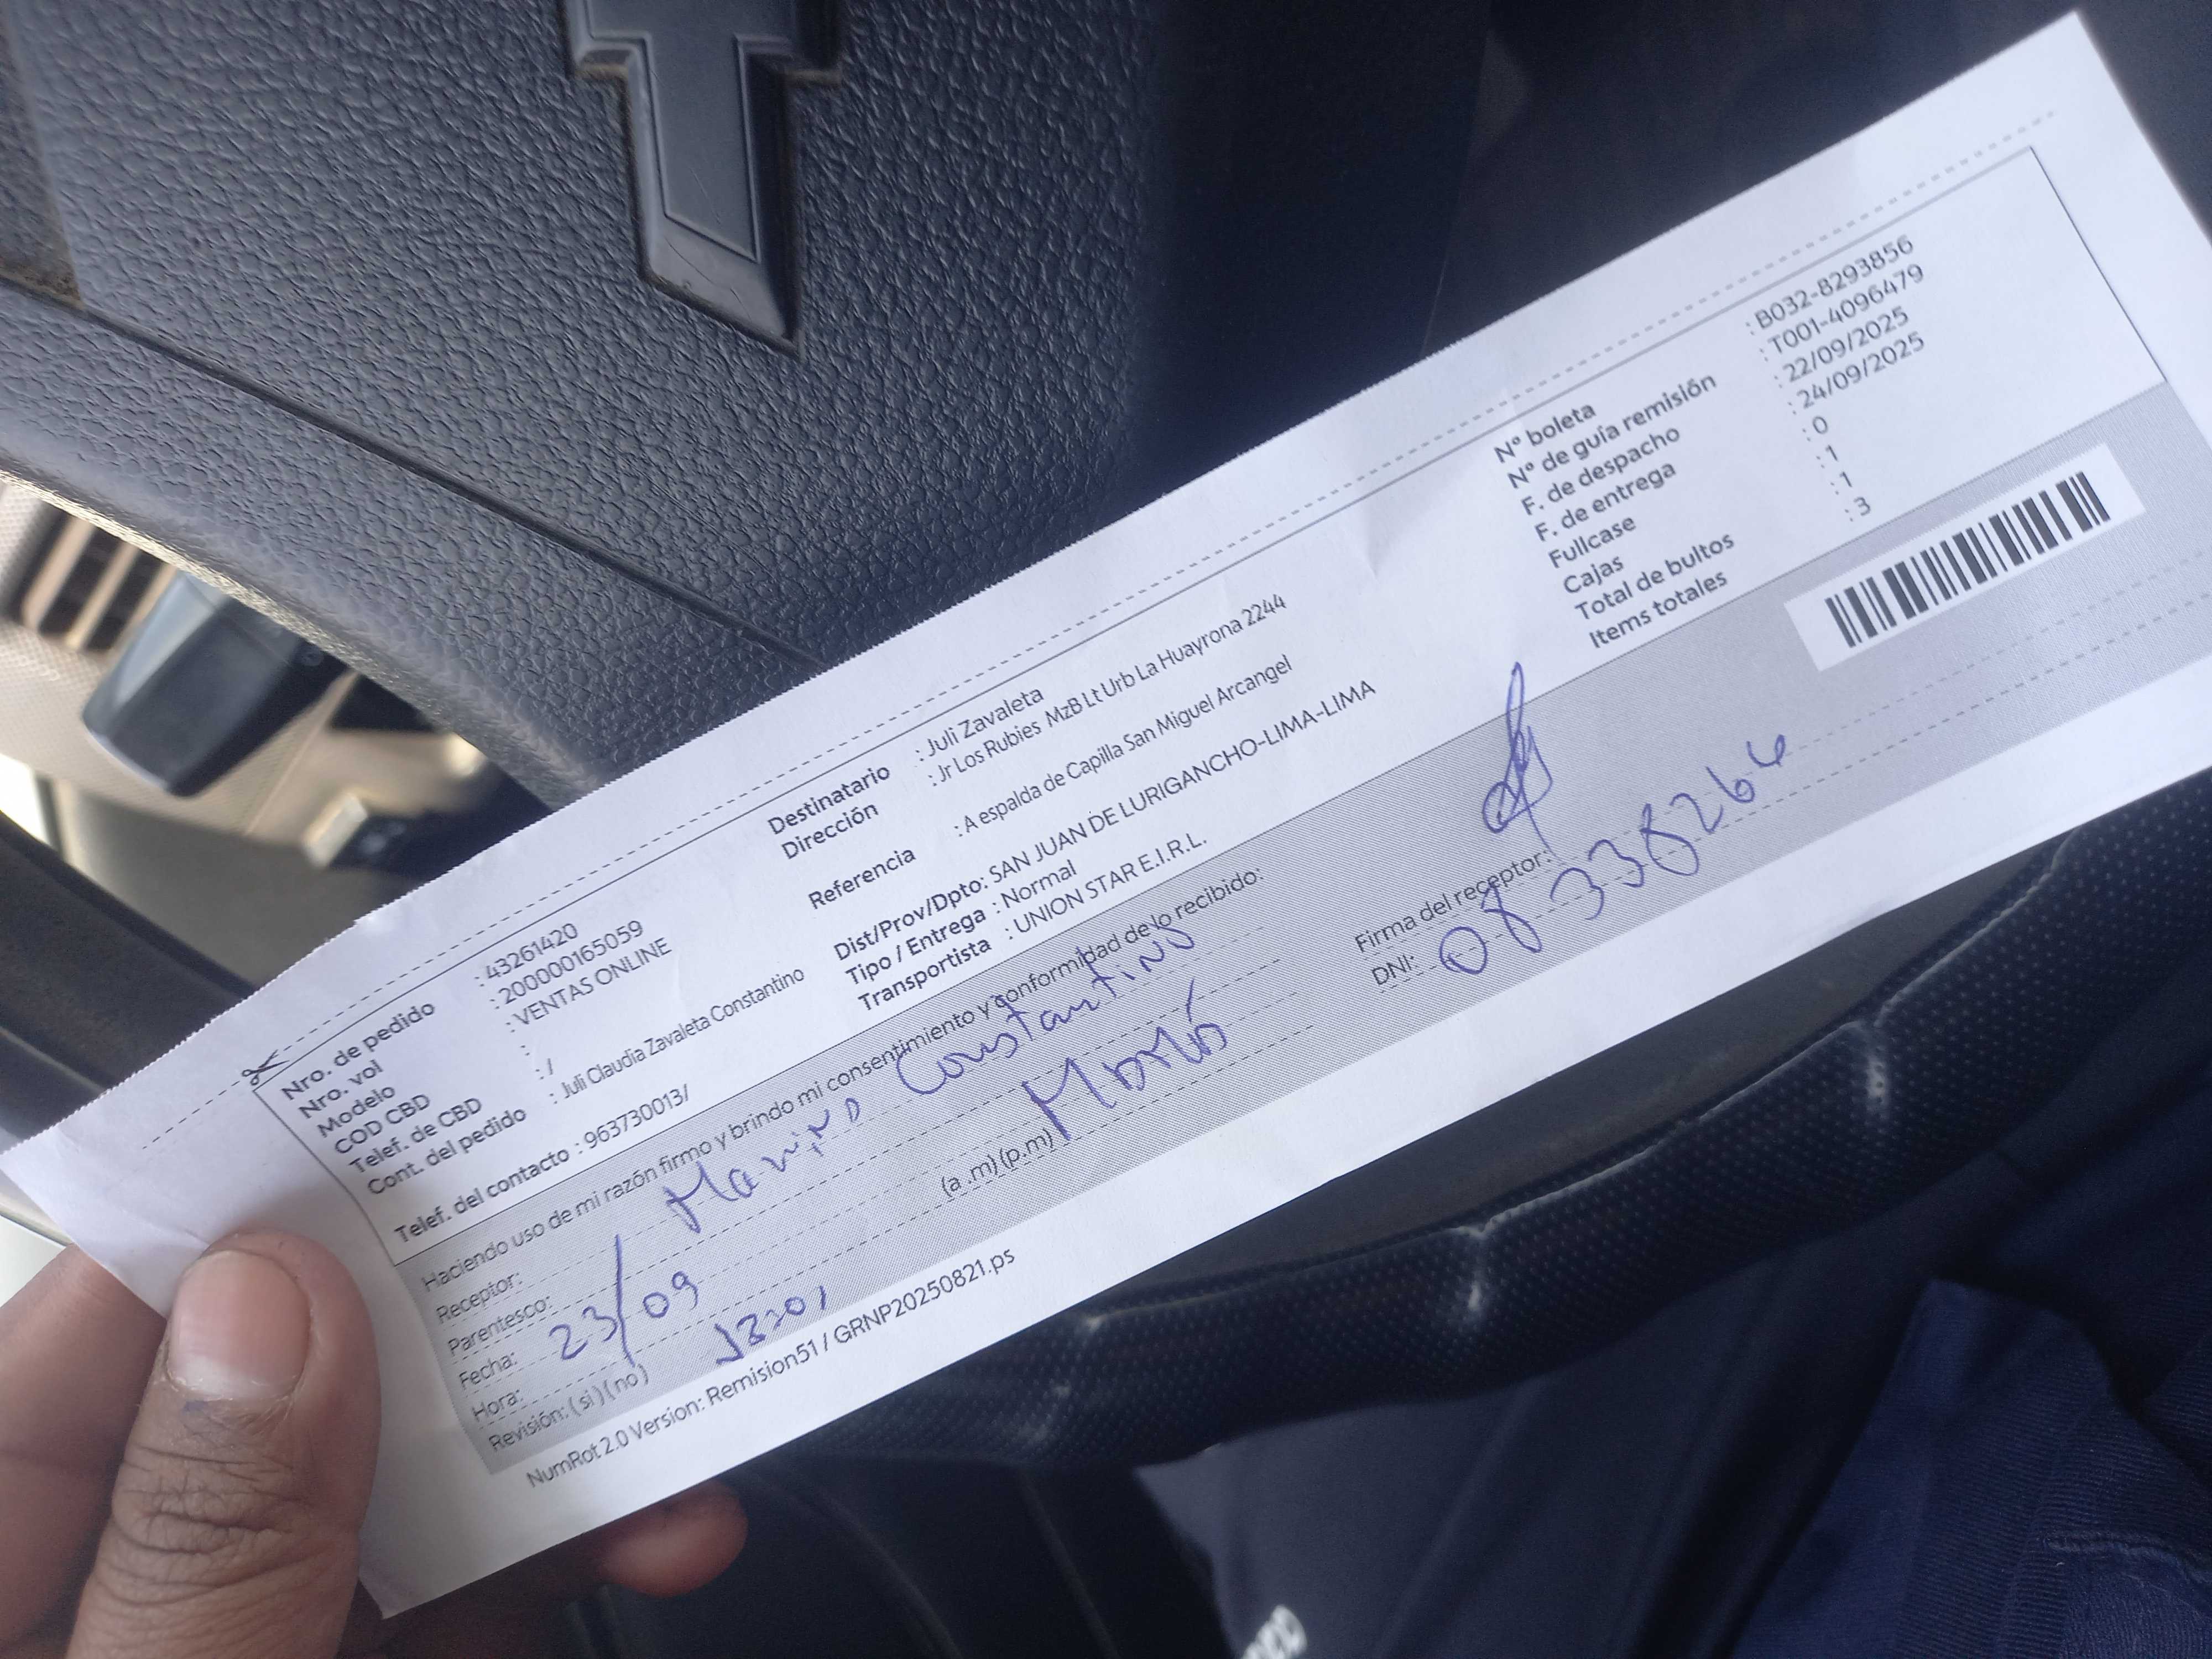 Nro. de pedido : 43261420
Nro. vol : 200000165059
Modelo : VENTAS ONLINE
COD CBD :
Telef. de CBD : /
Cont. del pedido : Juli Claudia Zavaleta Constantino
Telef. del contacto : 963730013/
Destinatario : Juli Zavaleta
Dirección : Jr Los Rubies MzB Lt Urb La Huayrona 2244
Referencia : A espalda de Capilla San Miguel Arcangel
Dist/Prov/Dpto: SAN JUAN DE LURIGANCHO-LIMA-LIMA
Tipo / Entrega : Normal
Transportista : UNION STAR E.I.R.L.
N° boleta : B032-8293856
N° de guía remisión : T001-4096479
F. de despacho : 22/09/2025
F. de entrega : 24/09/2025
Fullcase : 0
Cajas : 1
Total de bultos : 1
Items totales : 3
Haciendo uso de mi razón firmo y brindo mi consentimiento y conformidad de lo recibido:
Receptor: Marino Constantino
Parentesco:
Fecha: 23/09
Hora: (a .m) (p.m)
Revisión: ( si ) ( no )
Firma del receptor:
DNI: 08338266
NumRot 2.0 Version: Remision51 / GRNP20250821.ps